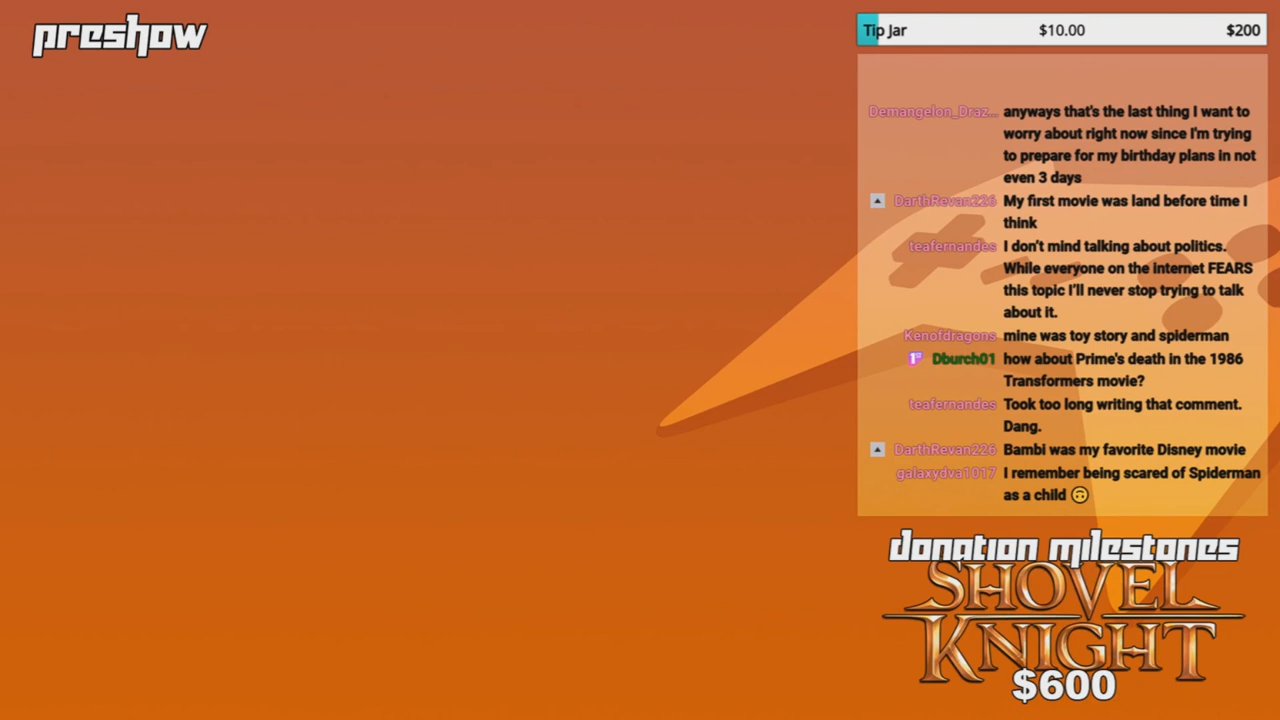 preshow
Tip Jar $10.00 $200
Demangelon_Draz... anyways that's the last thing I want to
worry about right now since I'm trying
to prepare for my birthday plans in not
even 3 days
DarthRevan226 My first movie was land before time I
think
teafernandes I don't mind talking about politics.
While everyone on the internet FEARS
this topic I'll never stop trying to talk
about it.
Kenofdragons mine was toy story and spiderman
Dburch01 how about Prime's death in the 1986
Transformers movie?
teafernandes Took too long writing that comment.
Dang.
DarthRevan226 Bambi was my favorite Disney movie
galaxydva1017 I remember being scared of Spiderman
as a child
donation milestones
SHOVEL
KNIGHT
$600